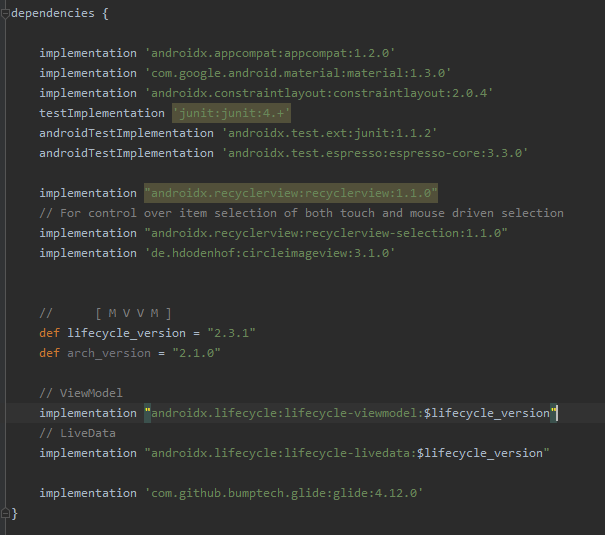 dependencies {
implementation 'androidx.appcompat:appcompat:1.2.0'
implementation 'com.google.android.material:material:1.3.0'
implementation 'androidx.constraintlayout:constraintlayout:2.0.4'
testImplementation 'junit:junit:4.+'
androidTestImplementation 'androidx.test.ext:junit:1.1.2'
androidTestImplementation 'androidx.test.espresso:espresso-core:3.3.0'
implementation "androidx.recyclerview:recyclerview:1.1.0"
// For control over item selection of both touch and mouse driven selection
implementation "androidx.recyclerview:recyclerview-selection:1.1.0"
implementation 'de.hdodenhof:circleimageview:3.1.0'
// [ M V V M ]
def lifecycle_version = "2.3.1"
def arch_version = "2.1.0"
// ViewModel
implementation "androidx.lifecycle:lifecycle-viewmodel:$lifecycle_version"
// LiveData
implementation "androidx.lifecycle:lifecycle-livedata:$lifecycle_version"
implementation 'com.github.bumptech.glide:glide:4.12.0'
}